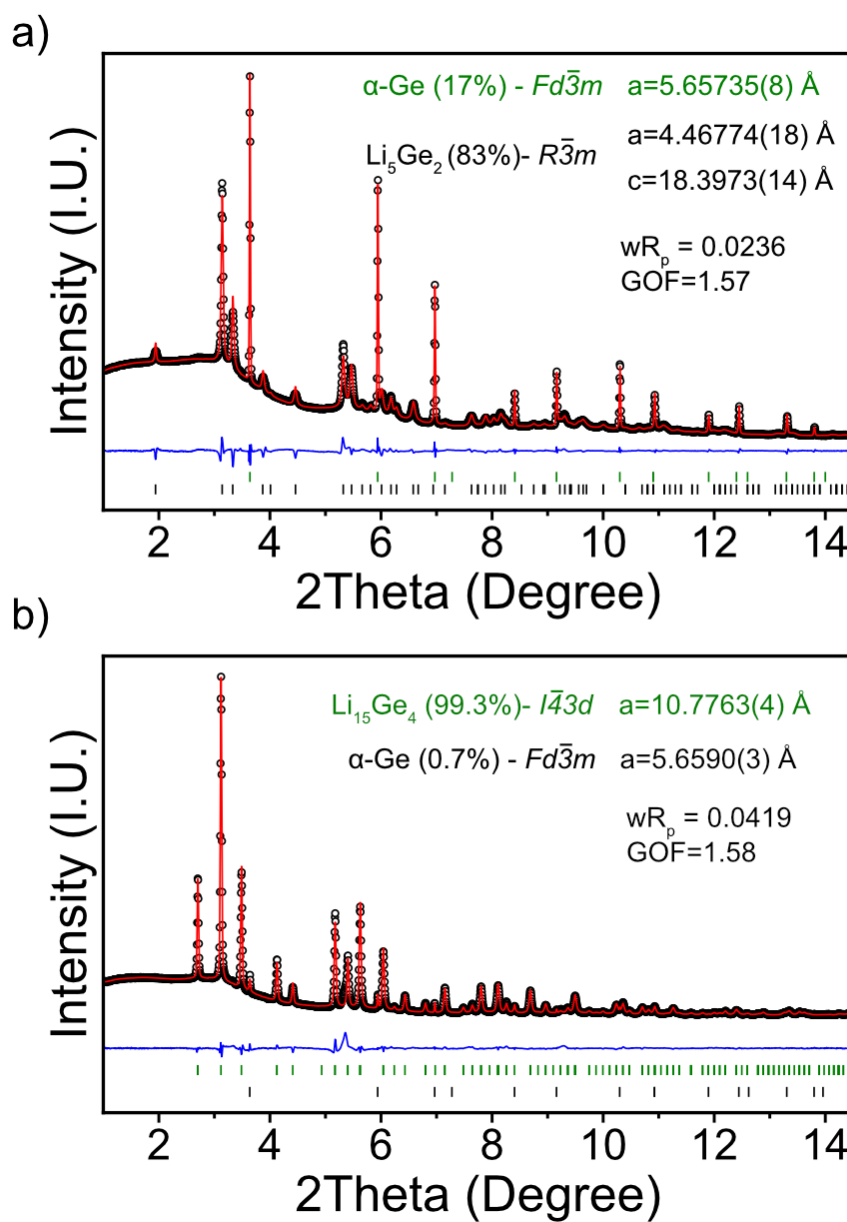 a)
α-Ge (17%) - Fd3̅m a=5.65735(8) Å
a=4.46774(18) Å
Li₅Ge₂ (83%)- R3̅m
c=18.3973(14) Å
wRₚ = 0.0236
GOF=1.57
Intensity (I.U.)
2 4 6 8 10 12 14
2Theta (Degree)
b)
Li₁₅Ge₄ (99.3%)- I4̅3d a=10.7763(4) Å
α-Ge (0.7%) - Fd3̅m a=5.6590(3) Å
wRₚ = 0.0419
GOF=1.58
Intensity (I.U.)
2 4 6 8 10 12 14
2Theta (Degree)